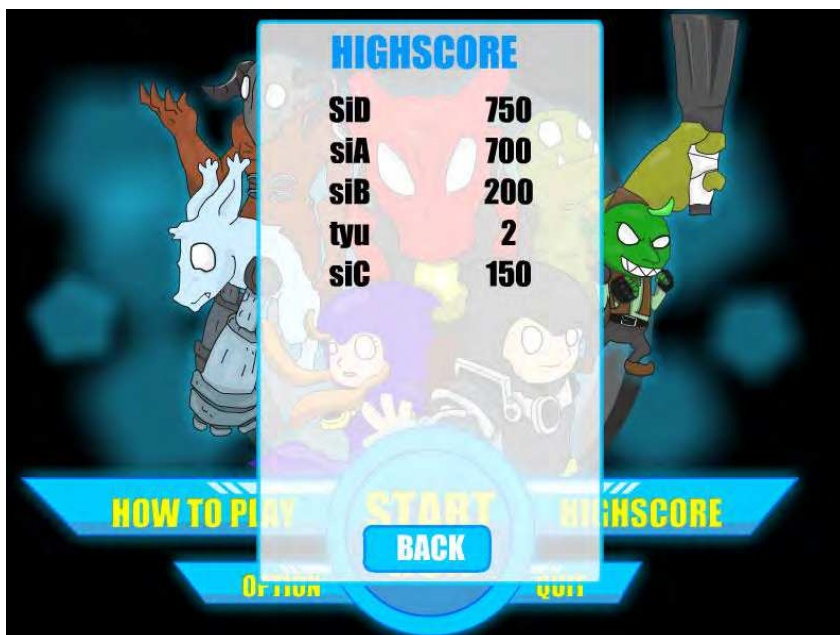 HIGHSCORE
SiD 750
siA 700
siB 200
tyu 2
siC 150
HOW TO PLAY START HIGHSCORE
BACK
OPTION QUIT